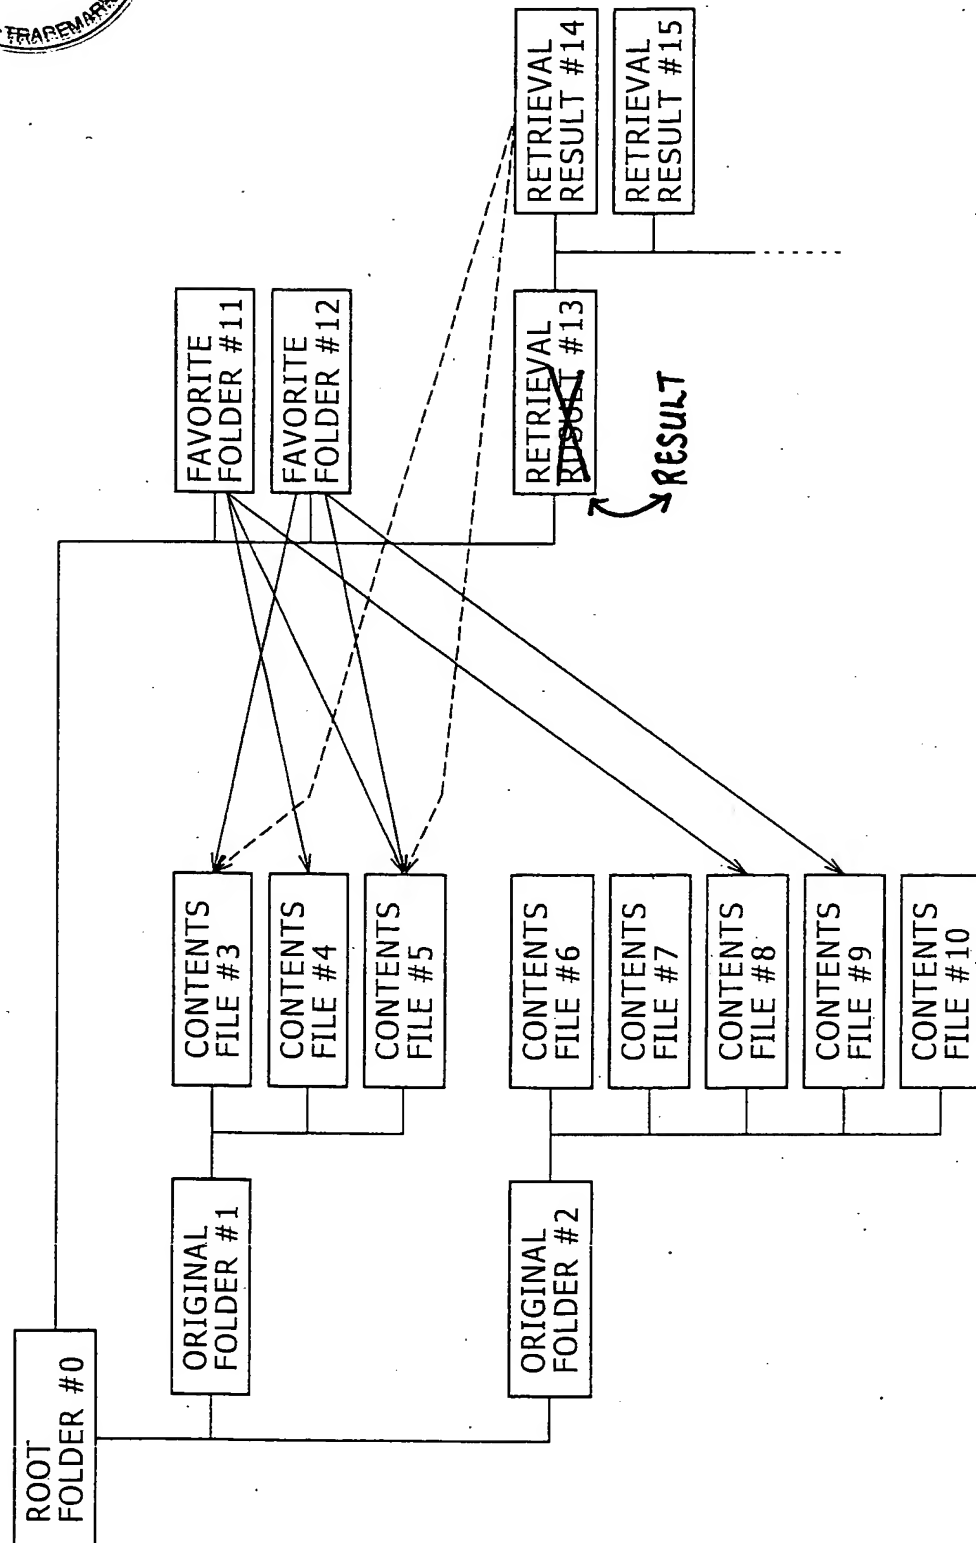 TRADEMARK
ROOT
FOLDER #0
ORIGINAL
FOLDER #1
ORIGINAL
FOLDER #2
CONTENTS
FILE #3
CONTENTS
FILE #4
CONTENTS
FILE #5
CONTENTS
FILE #6
CONTENTS
FILE #7
CONTENTS
FILE #8
CONTENTS
FILE #9
CONTENTS
FILE #10
FAVORITE
FOLDER #11
FAVORITE
FOLDER #12
RETRIEVAL
RUSULT #13
RESULT
RETRIEVAL
RESULT #14
RETRIEVAL
RESULT #15